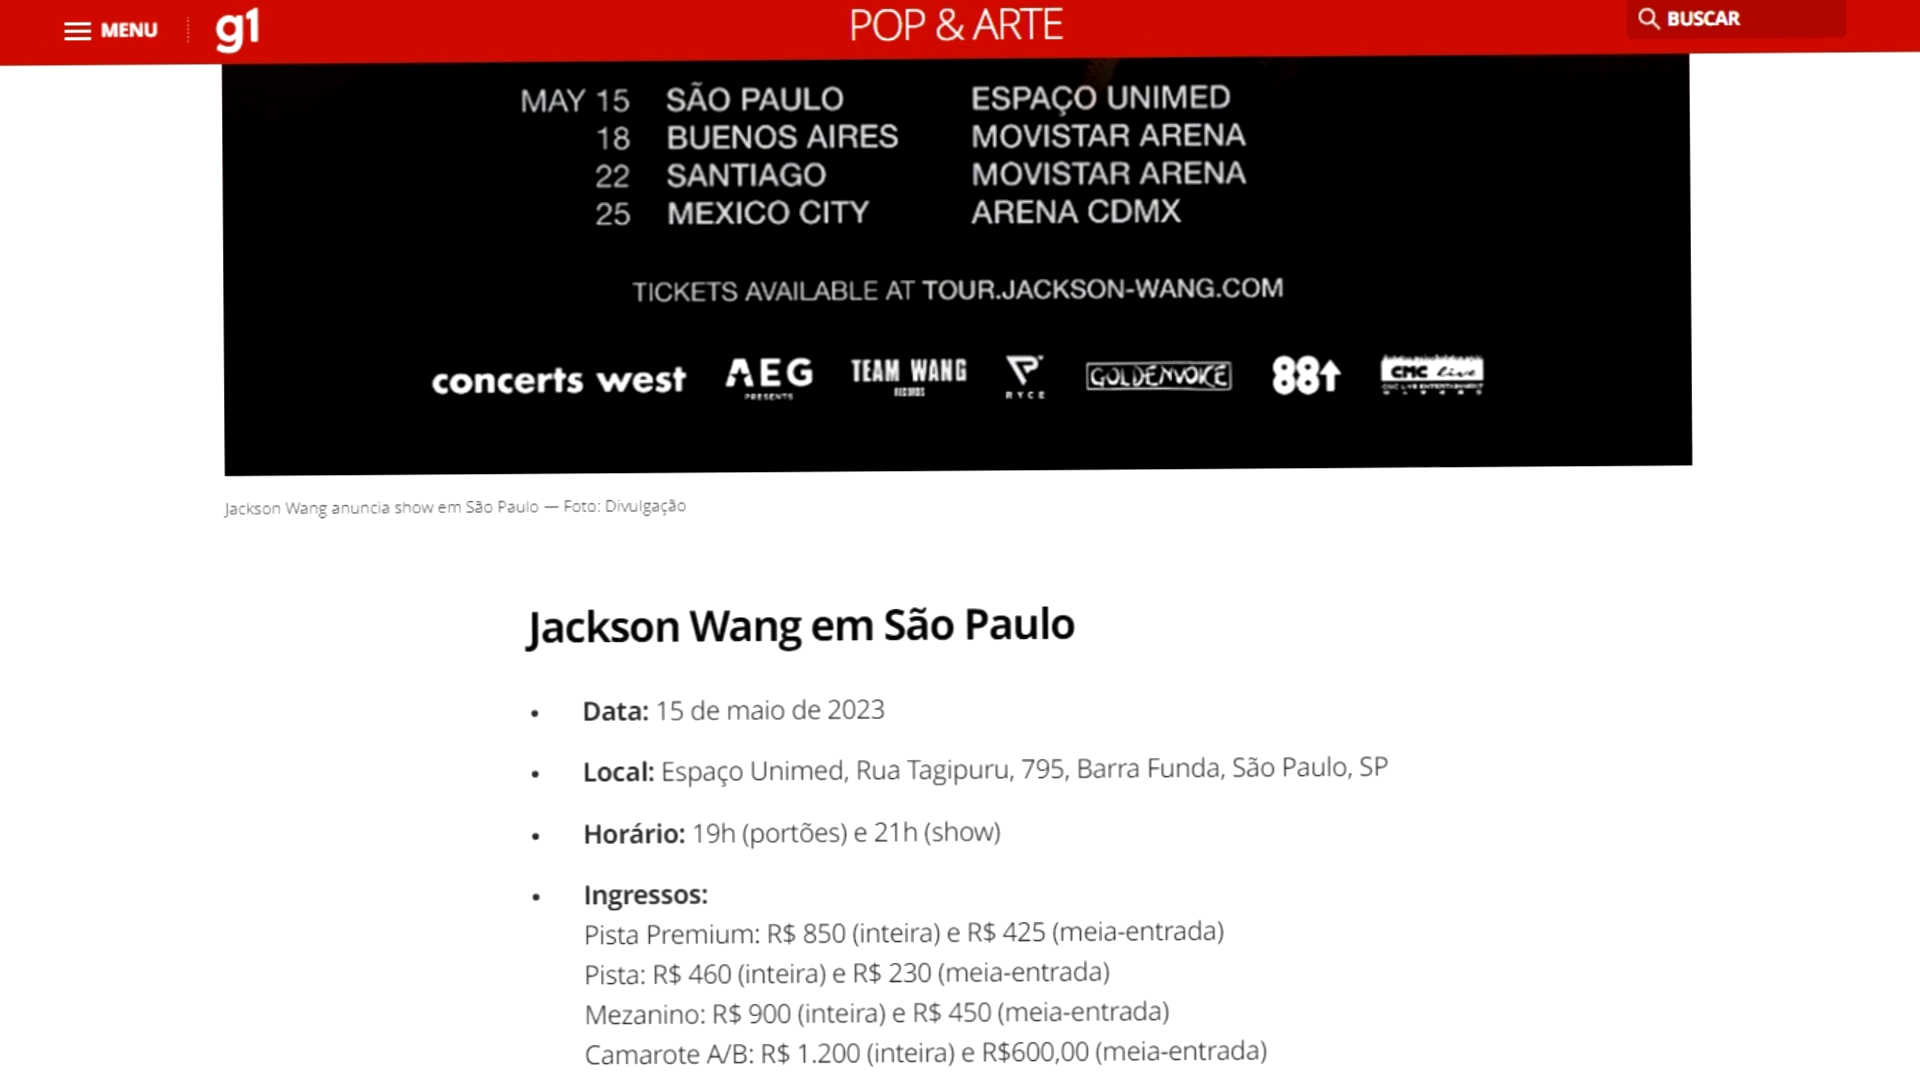 MENU g1 POP & ARTE BUSCAR
MAY 15 SÃO PAULO ESPAÇO UNIMED
18 BUENOS AIRES MOVISTAR ARENA
22 SANTIAGO MOVISTAR ARENA
25 MEXICO CITY ARENA CDMX
TICKETS AVAILABLE AT TOUR.JACKSON-WANG.COM
concerts west AEG PRESENTS TEAM WANG RECORDS RYCE GOLDENVOICE 88↑ CMC Live
Jackson Wang anuncia show em São Paulo — Foto: Divulgação
Jackson Wang em São Paulo
• Data: 15 de maio de 2023
• Local: Espaço Unimed, Rua Tagipuru, 795, Barra Funda, São Paulo, SP
• Horário: 19h (portões) e 21h (show)
• Ingressos:
Pista Premium: R$ 850 (inteira) e R$ 425 (meia-entrada)
Pista: R$ 460 (inteira) e R$ 230 (meia-entrada)
Mezanino: R$ 900 (inteira) e R$ 450 (meia-entrada)
Camarote A/B: R$ 1.200 (inteira) e R$600,00 (meia-entrada)